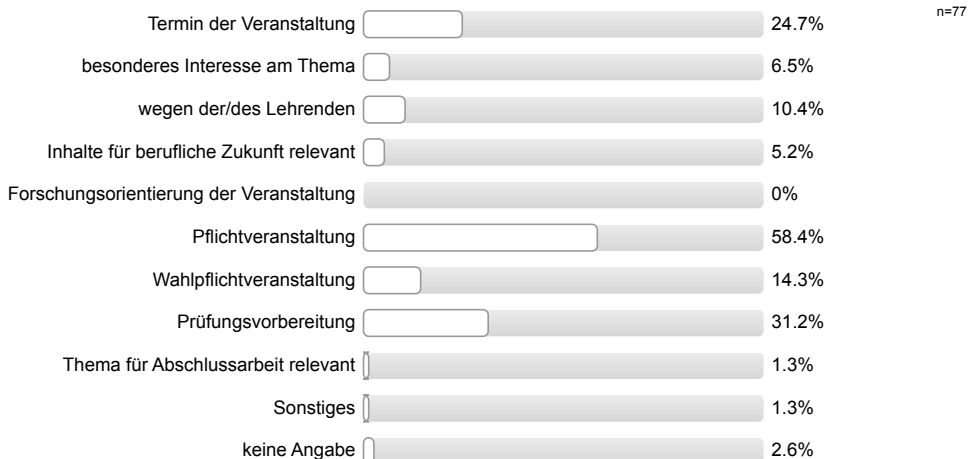 n=77
Termin der Veranstaltung 24.7%
besonderes Interesse am Thema 6.5%
wegen der/des Lehrenden 10.4%
Inhalte für berufliche Zukunft relevant 5.2%
Forschungsorientierung der Veranstaltung 0%
Pflichtveranstaltung 58.4%
Wahlpflichtveranstaltung 14.3%
Prüfungsvorbereitung 31.2%
Thema für Abschlussarbeit relevant 1.3%
Sonstiges 1.3%
keine Angabe 2.6%